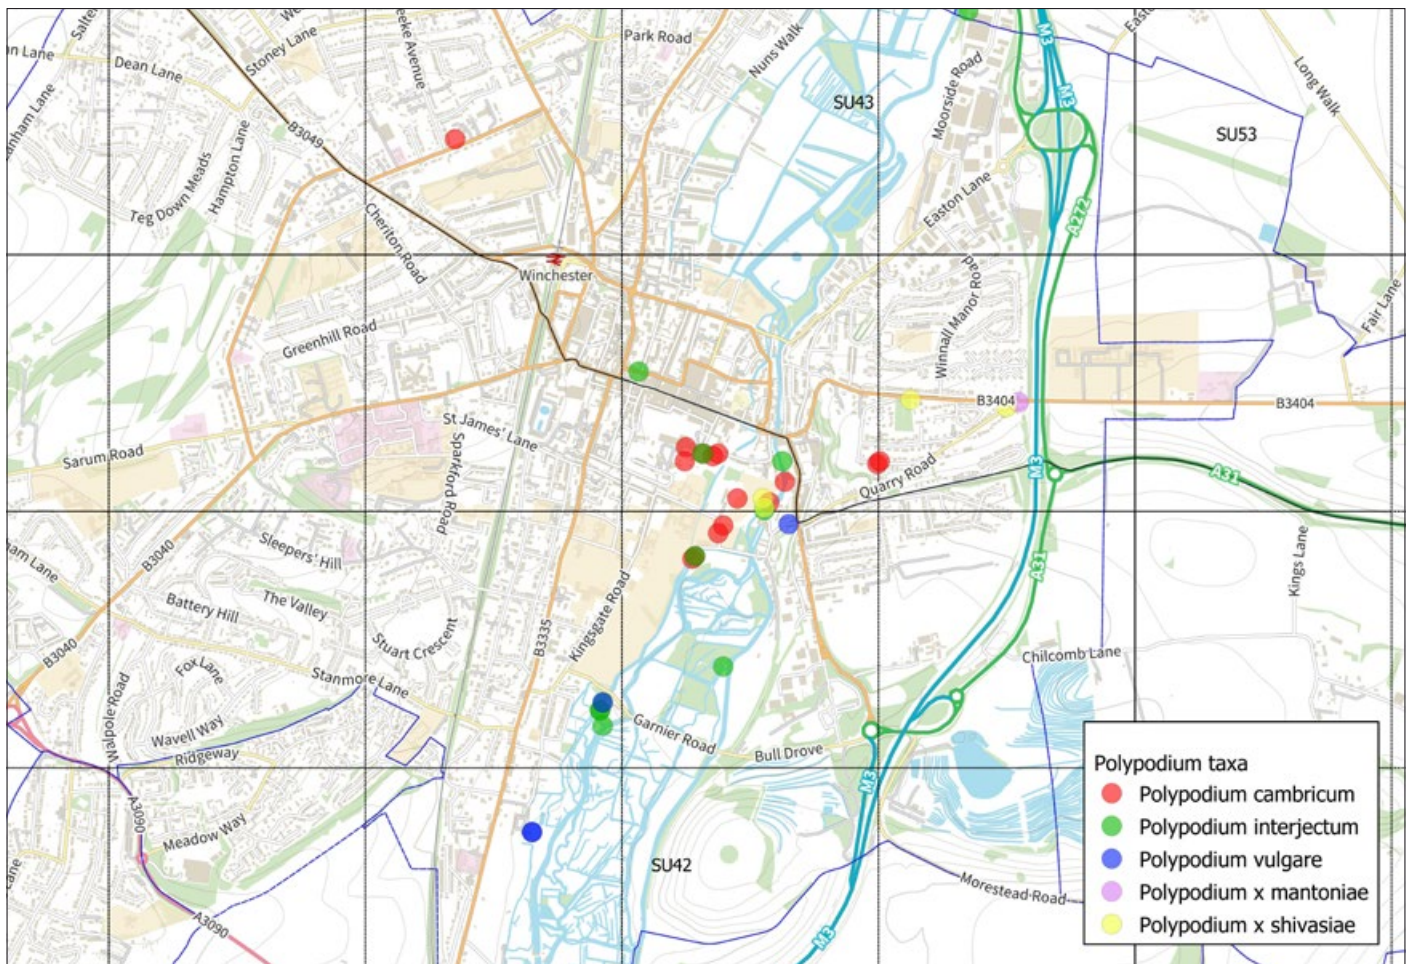 Stoney Lane
Park Road
Nuns Walk
Dean Lane
M3
Long Walk
M3
SU43
Moorside Road
SU53
B3049
Hampton Lane
Teg Down Meads
Easton Lane
A272
Cheriton Road
Winchester
Winnall Manor Road
Fair Lane
Greenhill Road
B3404
B3404
St James' Lane
Sarum Road
Sparkford Road
Quarry Road
M3
A31
Sleepers' Hill
B3040
A31
Kings Lane
The Valley
Battery Hill
Kingsgate Road
B3335
Stuart Crescent
B3040
Fox Lane
Chilcomb Lane
Stanmore Lane
Walpole Road
Wavell Way
Garnier Road
Ridgeway
Bull Drove
M3
A3090
Meadow Way
SU42
Morestead Road
A3090
M3
Polypodium taxa
Polypodium cambricum
Polypodium interjectum
Polypodium vulgare
Polypodium x mantoniae
Polypodium x shivasiae